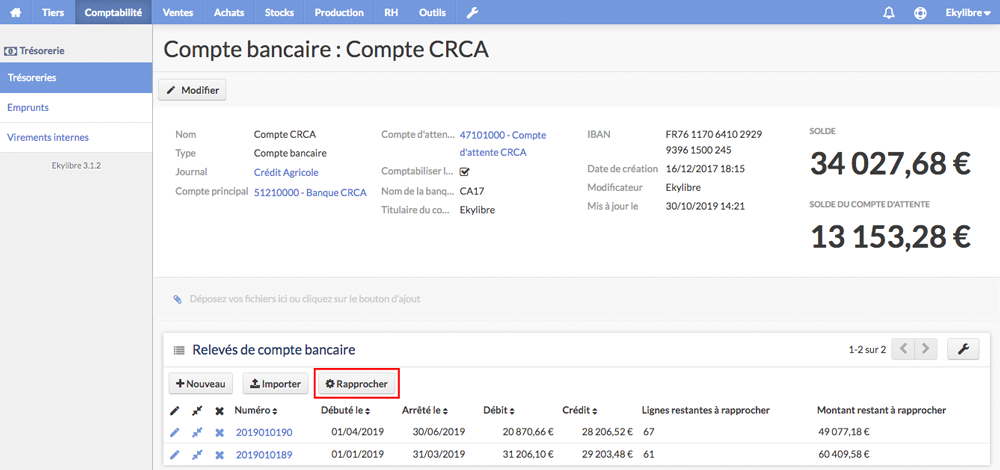 Tiers Comptabilité Ventes Achats Stocks Production RH Outils Ekylibre
Trésorerie
Trésoreries
Emprunts
Virements internes
Ekylibre 3.1.2
Compte bancaire : Compte CRCA
Modifier
Nom Compte CRCA
Type Compte bancaire
Journal Crédit Agricole
Compte principal 51210000 - Banque CRCA
Compte d'atten... 47101000 - Compte
d'attente CRCA
Comptabiliser l...
Nom de la banq... CA17
Titulaire du co... Ekylibre
IBAN FR76 1170 6410 2929
9396 1500 245
Date de création 16/12/2017 18:15
Modificateur Ekylibre
Mis à jour le 30/10/2019 14:21
SOLDE
34 027,68 €
SOLDE DU COMPTE D'ATTENTE
13 153,28 €
Déposez vos fichiers ici ou cliquez sur le bouton d'ajout
Relevés de compte bancaire 1-2 sur 2
Nouveau Importer Rapprocher
Numéro Débuté le Arrêté le Débit Crédit Lignes restantes à rapprocher Montant restant à rapprocher
2019010190 01/04/2019 30/06/2019 20 870,66 € 28 206,52 € 67 49 077,18 €
2019010189 01/01/2019 31/03/2019 31 206,10 € 29 203,48 € 61 60 409,58 €